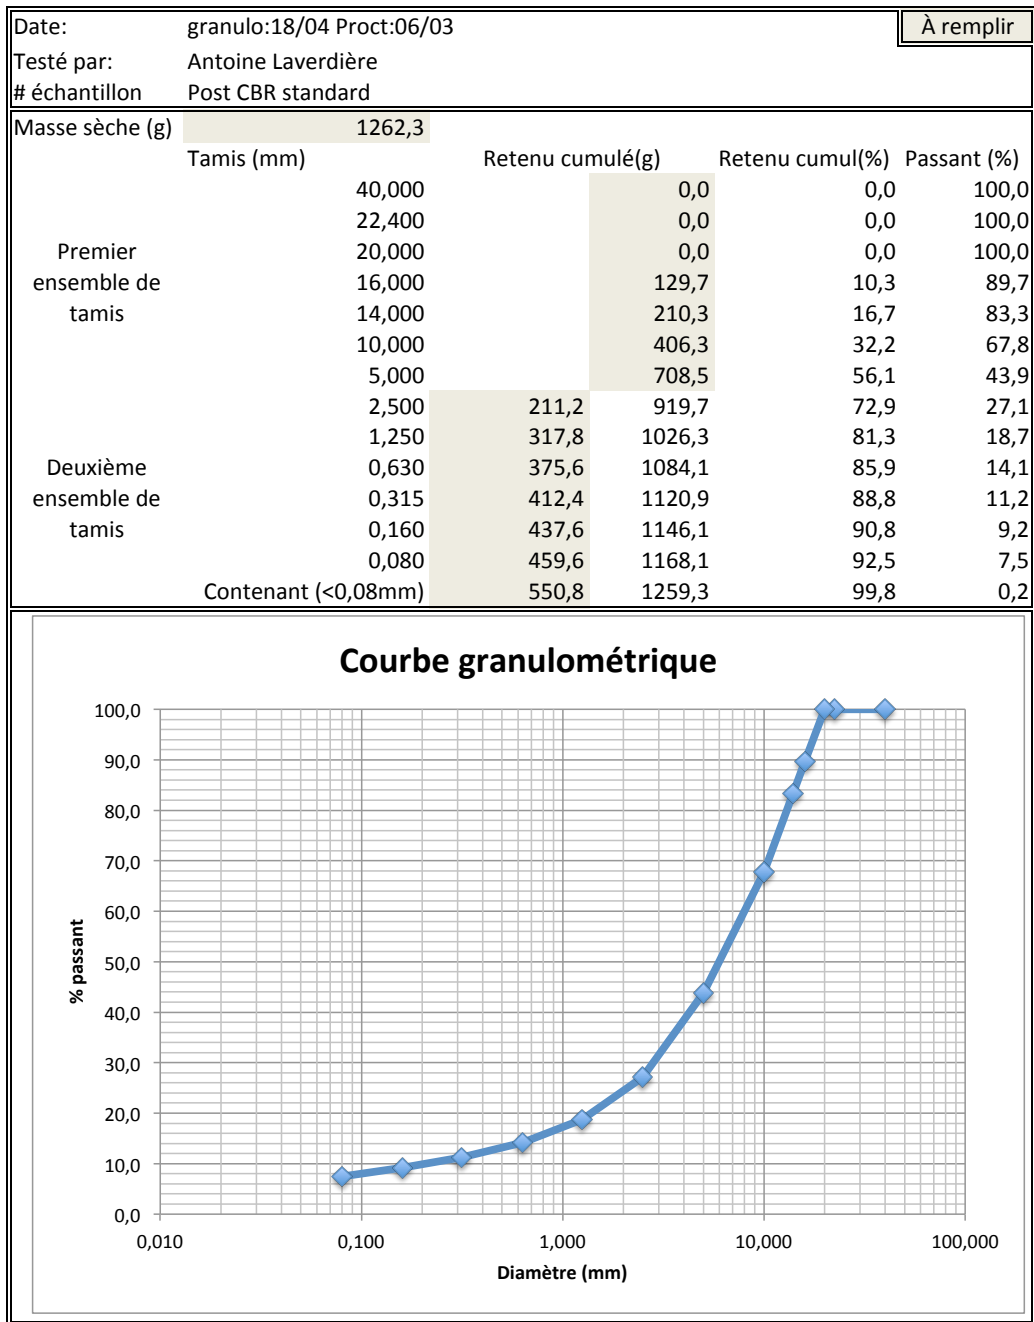 Date: granulo:18/04 Proct:06/03 À remplir
Testé par: Antoine Laverdière
# échantillon Post CBR standard
Masse sèche (g) 1262,3
Tamis (mm) Retenu cumulé(g) Retenu cumul(%) Passant (%)
40,000 0,0 0,0 100,0
22,400 0,0 0,0 100,0
Premier 20,000 0,0 0,0 100,0
ensemble de 16,000 129,7 10,3 89,7
tamis 14,000 210,3 16,7 83,3
10,000 406,3 32,2 67,8
5,000 708,5 56,1 43,9
2,500 211,2 919,7 72,9 27,1
1,250 317,8 1026,3 81,3 18,7
Deuxième 0,630 375,6 1084,1 85,9 14,1
ensemble de 0,315 412,4 1120,9 88,8 11,2
tamis 0,160 437,6 1146,1 90,8 9,2
0,080 459,6 1168,1 92,5 7,5
Contenant (<0,08mm) 550,8 1259,3 99,8 0,2
Courbe granulométrique
100,0
90,0
80,0
70,0
60,0
50,0
40,0
30,0
20,0
10,0
0,0
% passant
0,010 0,100 1,000 10,000 100,000
Diamètre (mm)